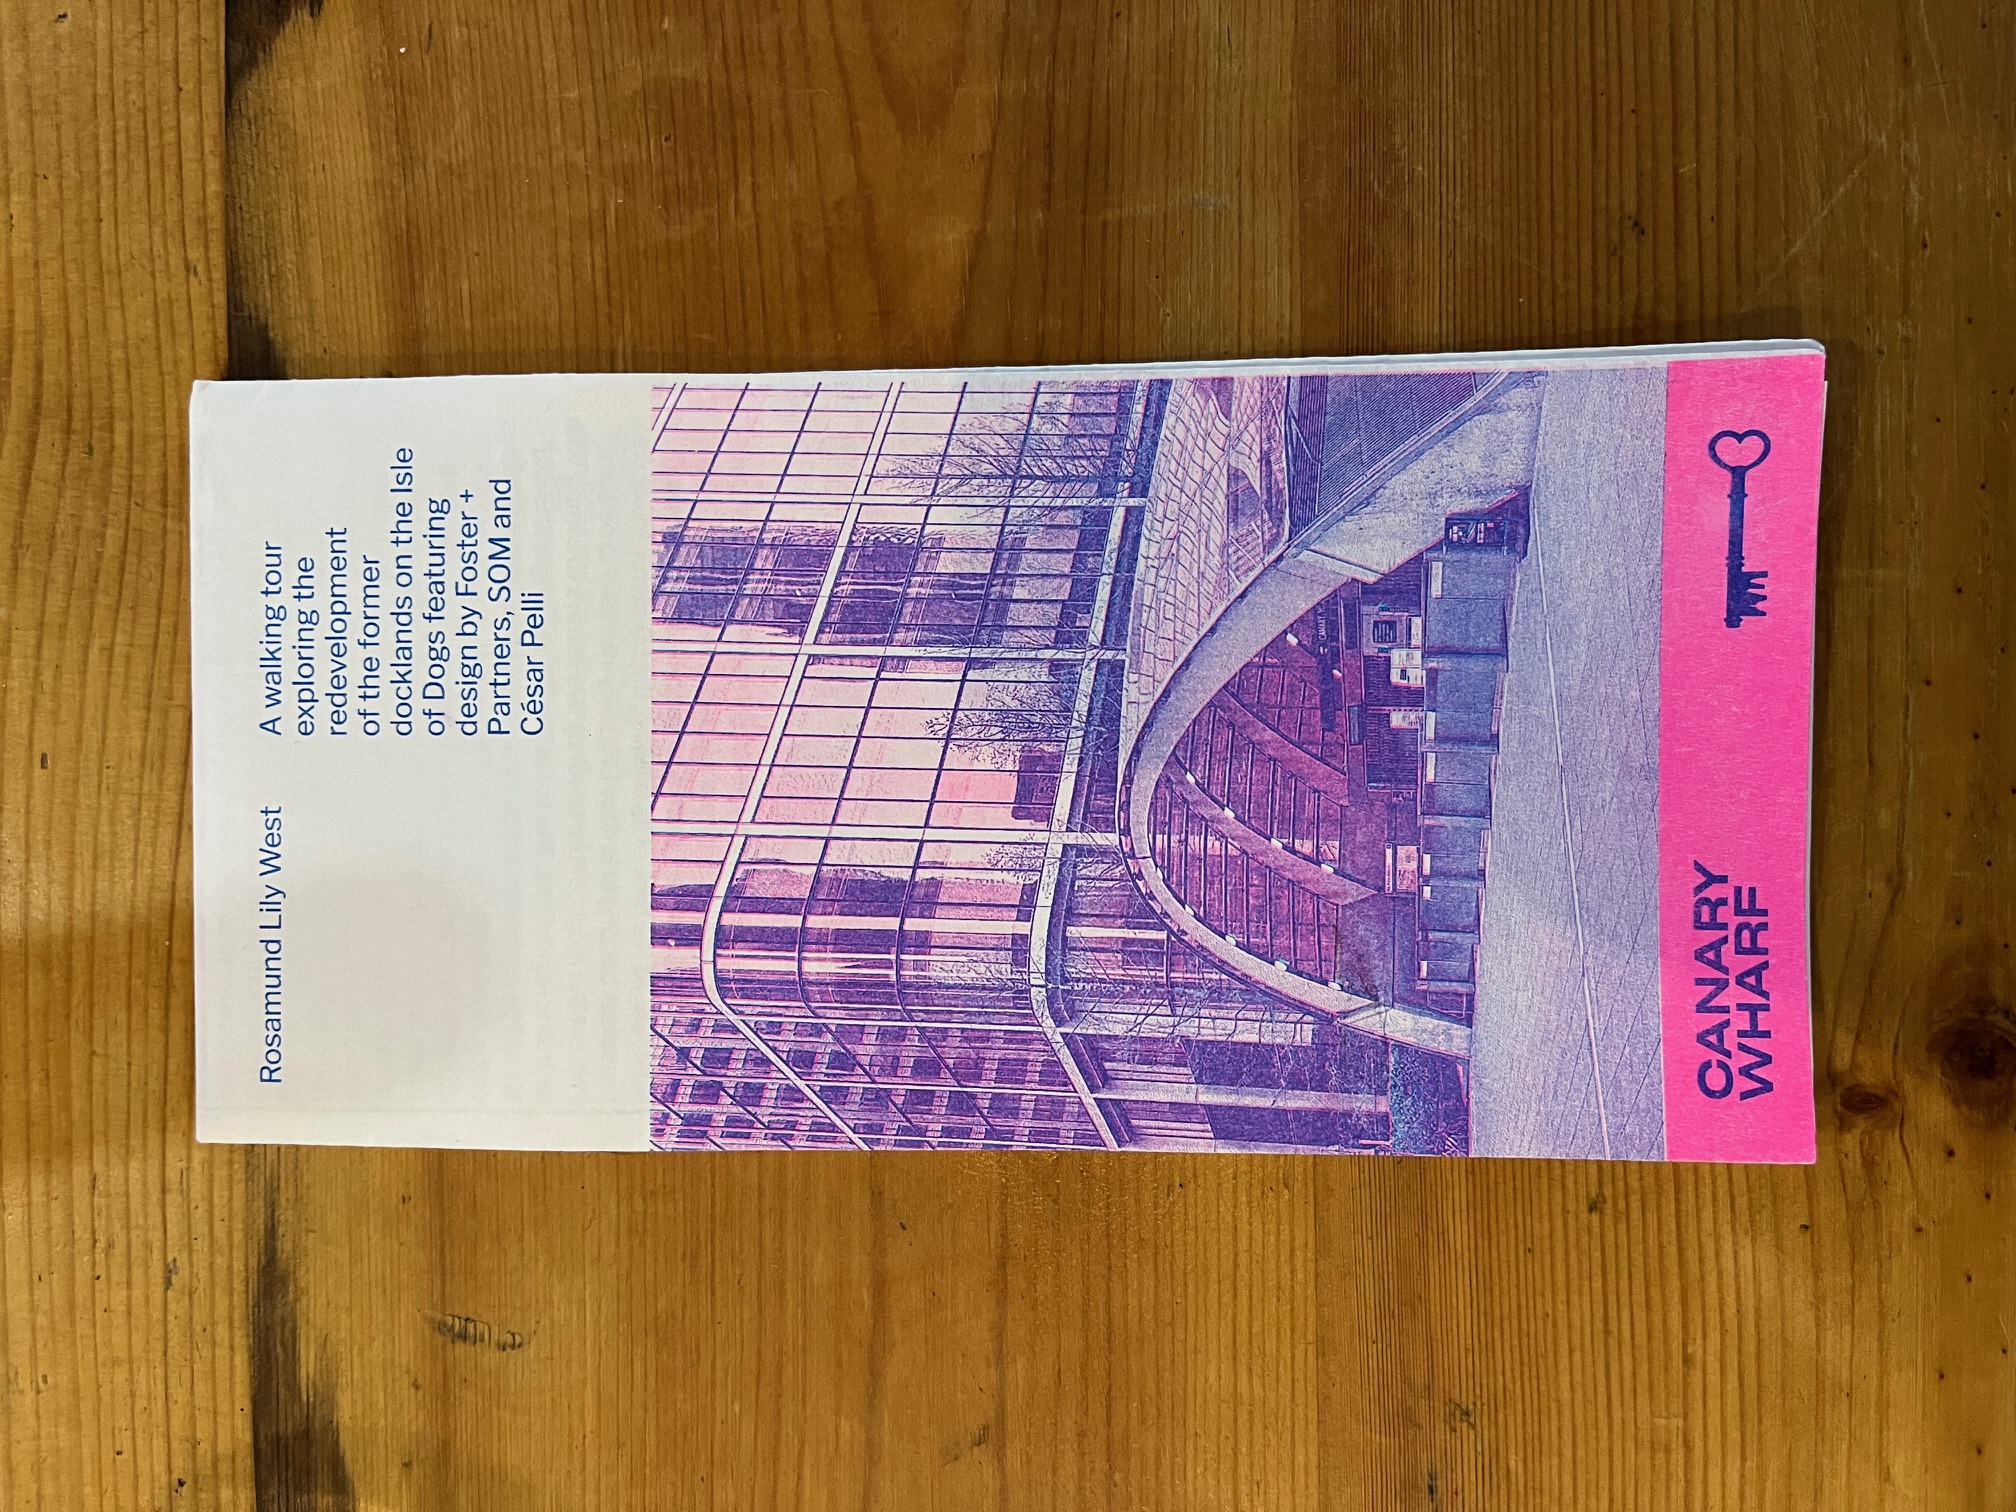 Rosamund Lily West
A walking tour
exploring the
redevelopment
of the former
docklands on the Isle
of Dogs featuring
design by Foster +
Partners, SOM and
César Pelli
CANARY
WHARF